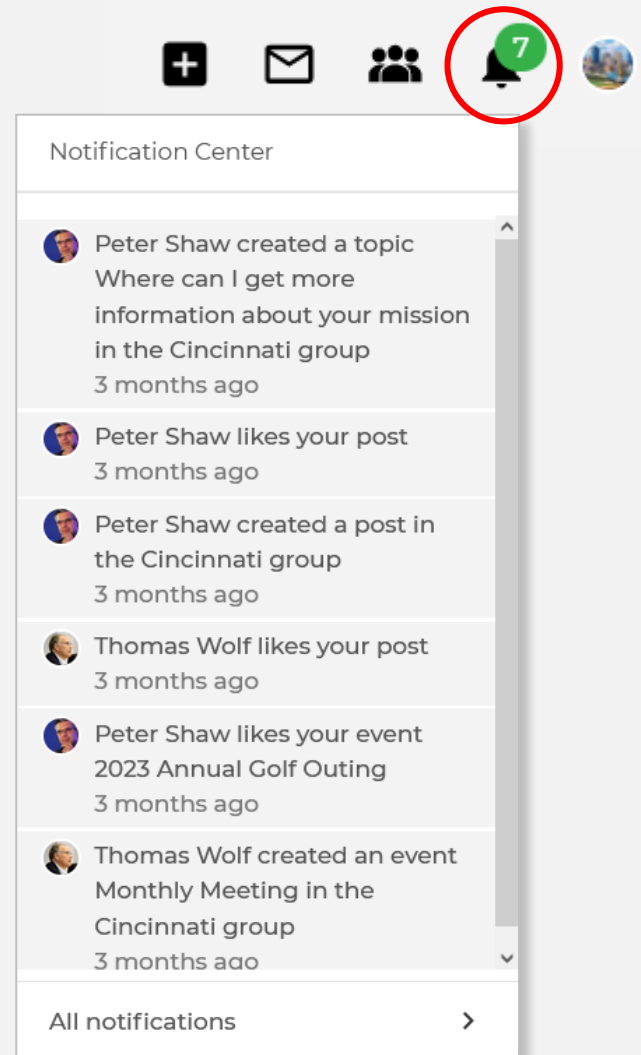 7
Notification Center
Peter Shaw created a topic
Where can I get more
information about your mission
in the Cincinnati group
3 months ago
Peter Shaw likes your post
3 months ago
Peter Shaw created a post in
the Cincinnati group
3 months ago
Thomas Wolf likes your post
3 months ago
Peter Shaw likes your event
2023 Annual Golf Outing
3 months ago
Thomas Wolf created an event
Monthly Meeting in the
Cincinnati group
3 months ago
All notifications